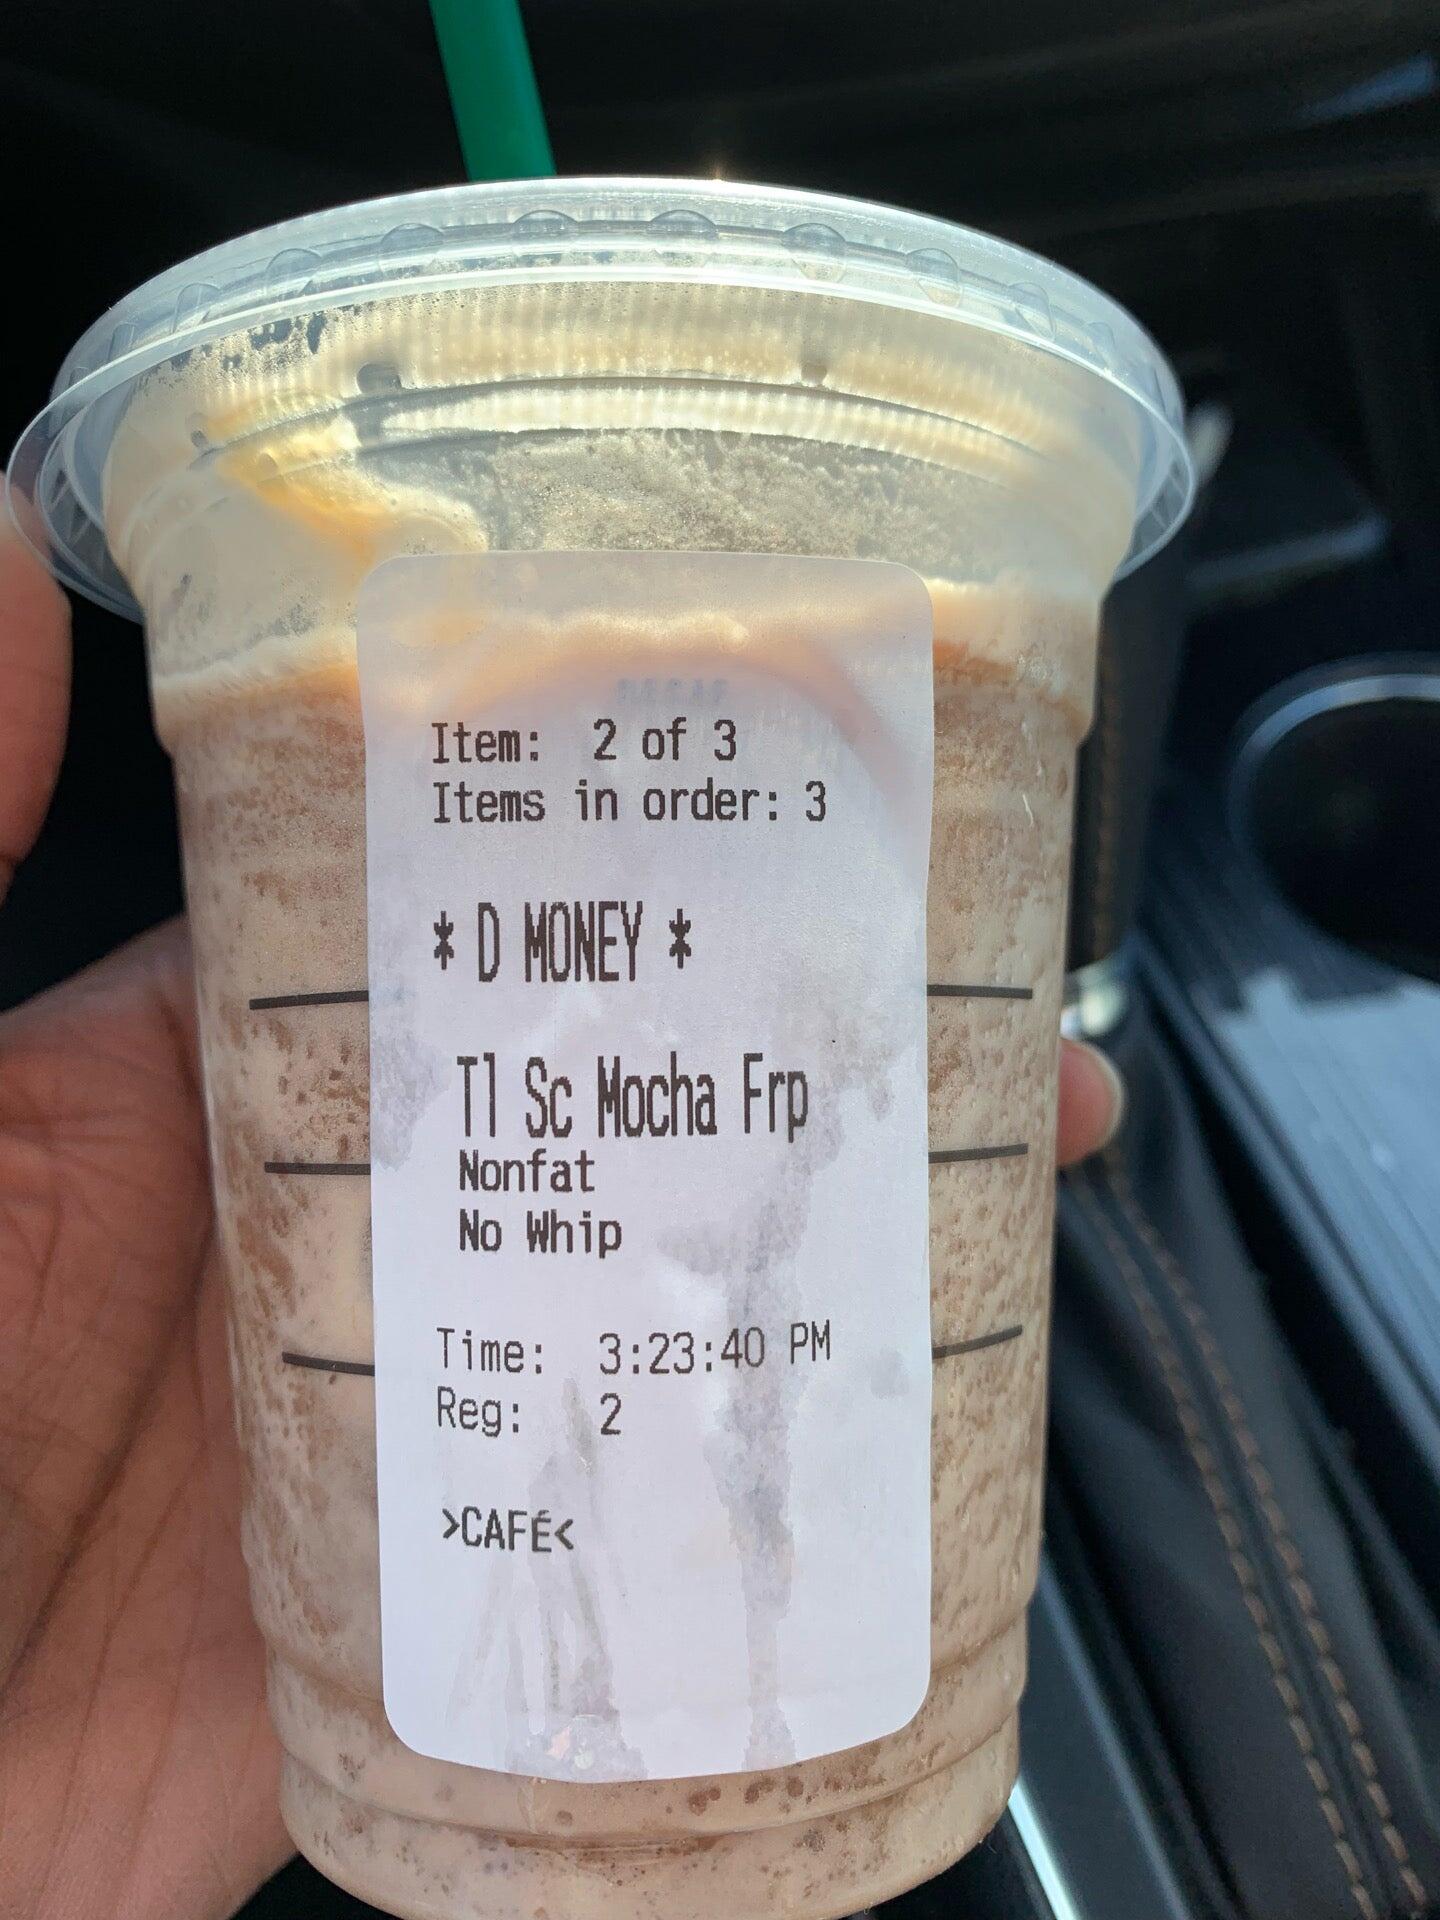 DECAF
Item: 2 of 3
Items in order: 3
* D MONEY *
Tl Sc Mocha Frp
Nonfat
No Whip
Time: 3:23:40 PM
Reg: 2
>CAFÉ<